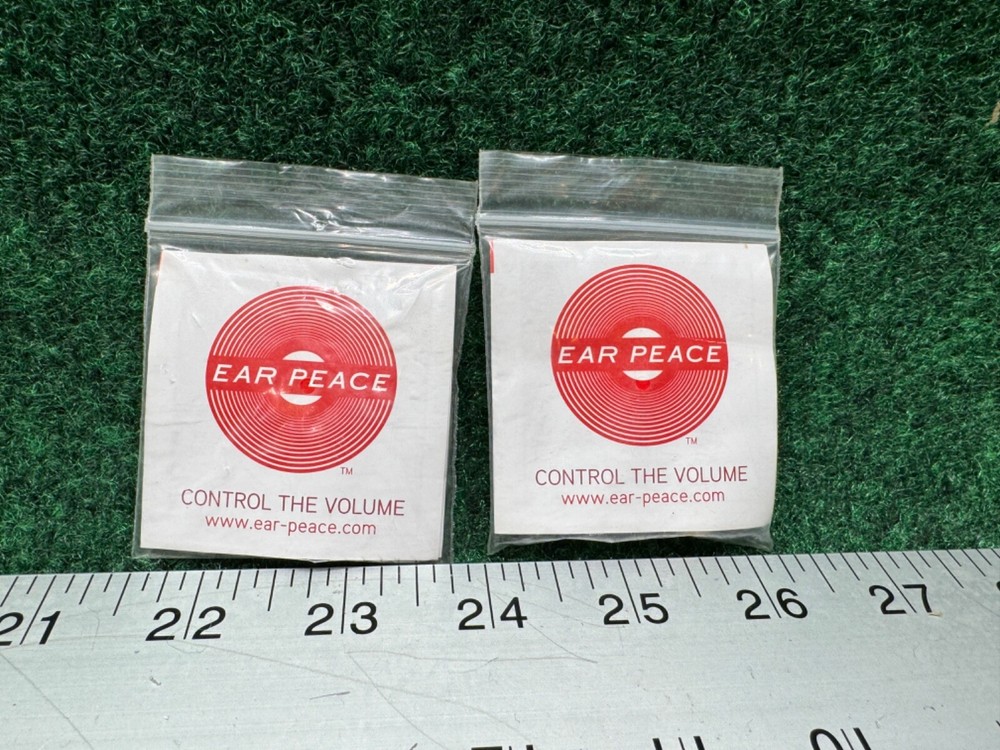 EAR PEACE
TM
CONTROL THE VOLUME
www.ear-peace.com
EAR PEACE
TM
CONTROL THE VOLUME
www.ear-peace.com
21 22 23 24 25 26 27